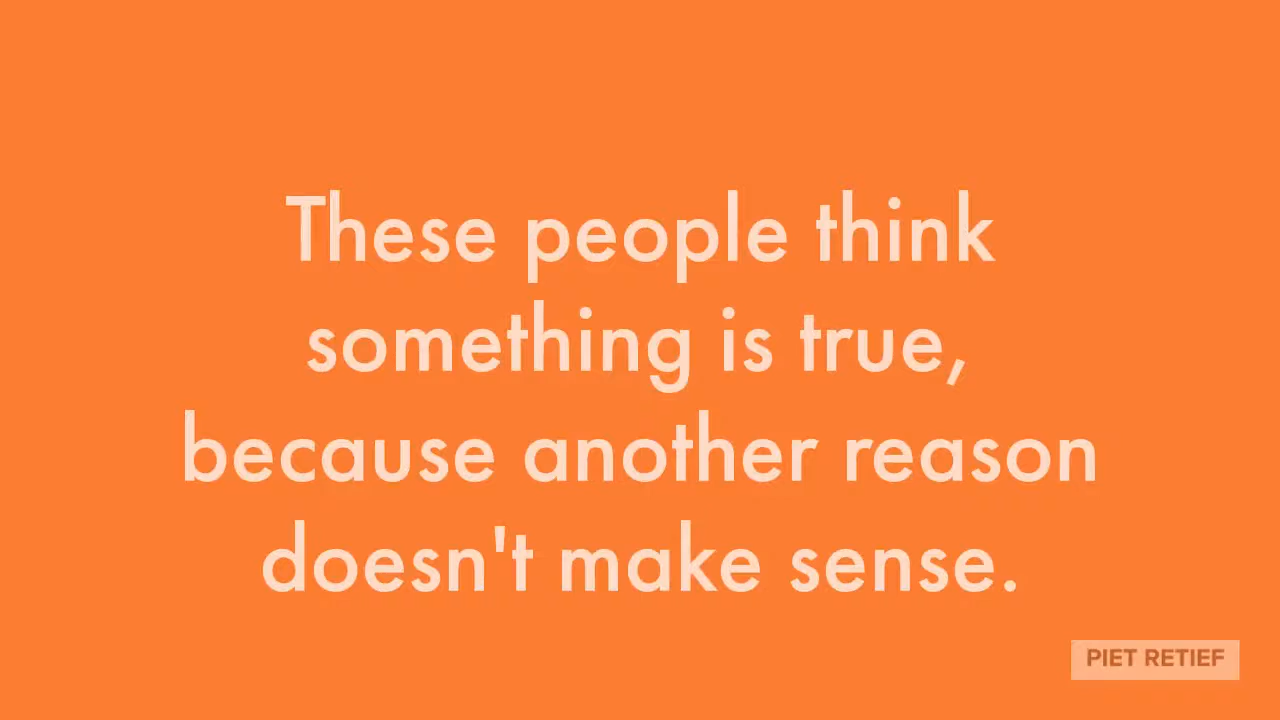 These people think
something is true,
because another reason
doesn't make sense.
PIET RETIEF